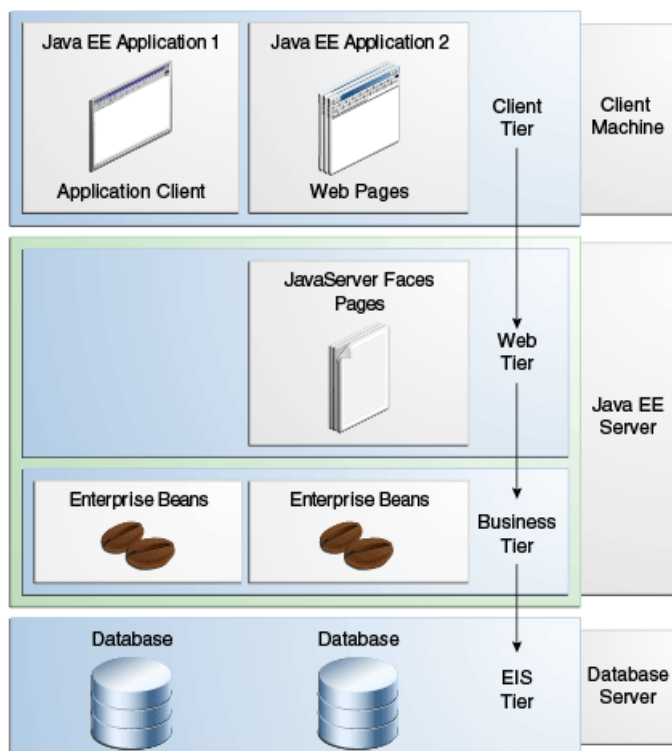 Java EE Application 1
Java EE Application 2
Application Client
Web Pages
Client
Tier
Client
Machine
JavaServer Faces
Pages
Web
Tier
Java EE
Server
Enterprise Beans
Enterprise Beans
Business
Tier
Database
Database
EIS
Tier
Database
Server